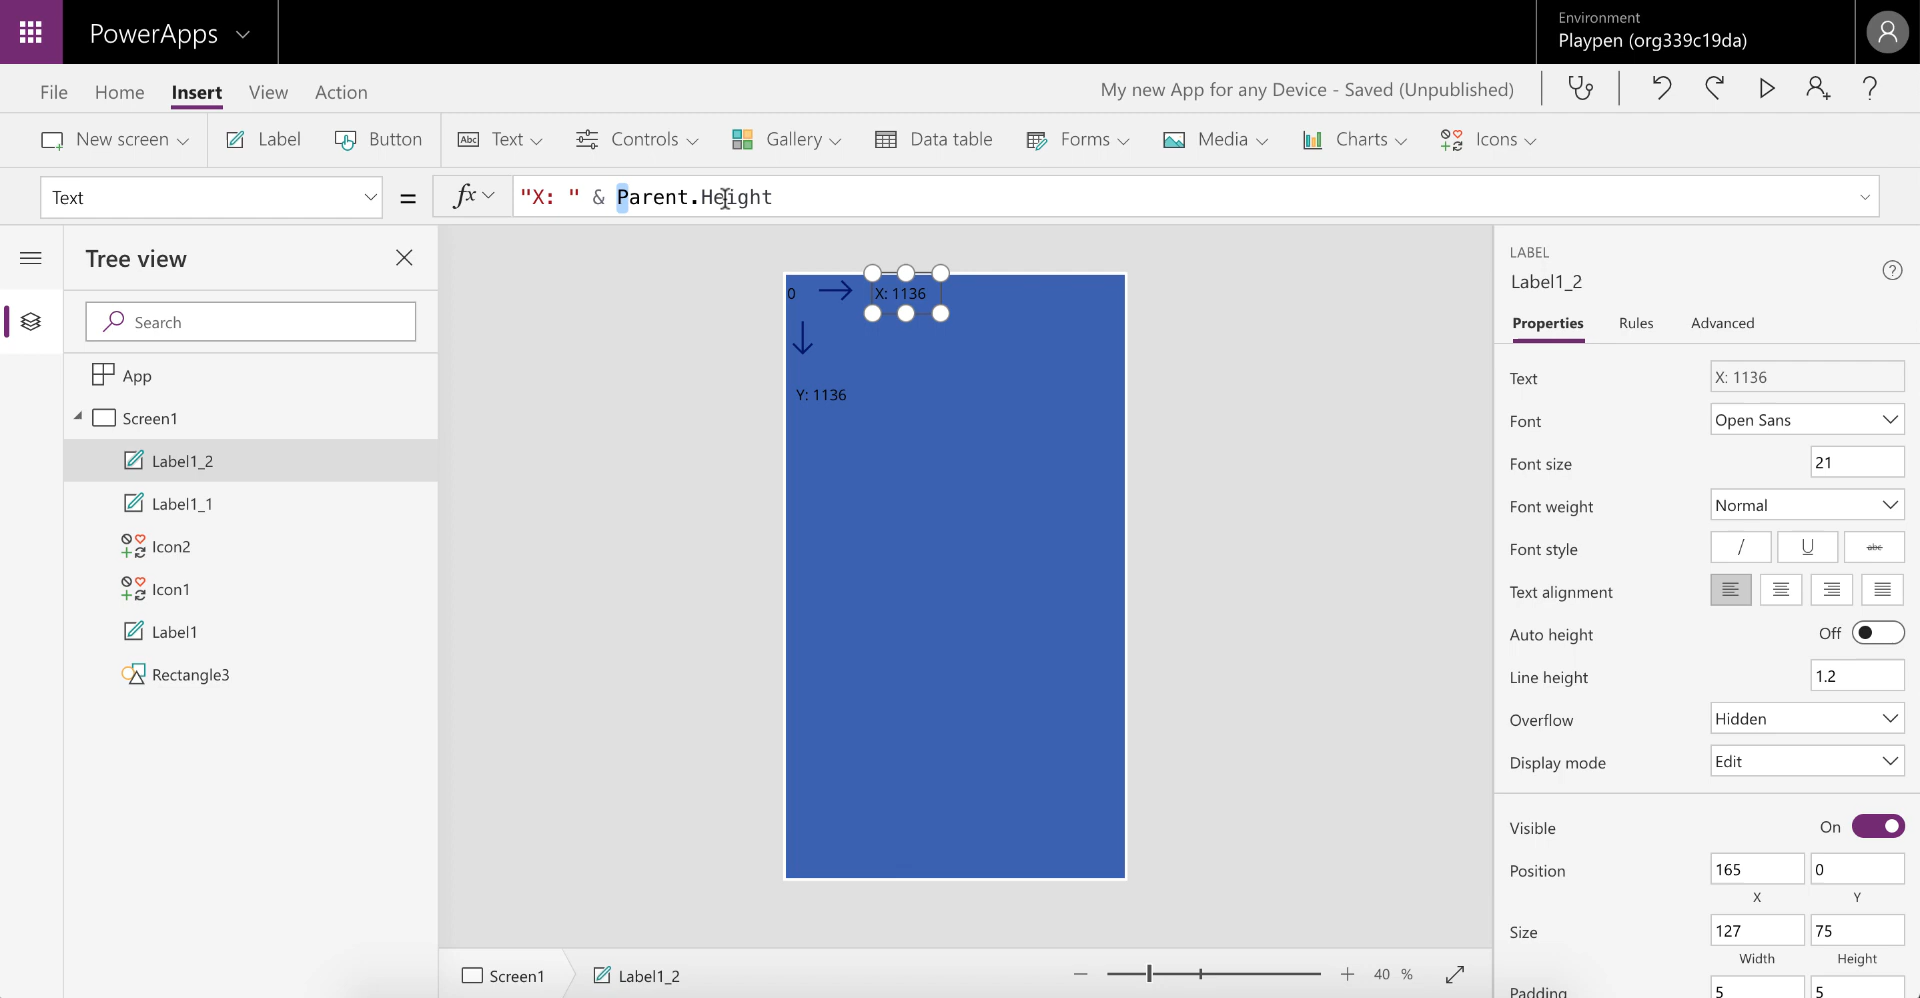 PowerApps
Environment
Playpen (org339c19da)
File Home Insert View Action
My new App for any Device - Saved (Unpublished)
?
New screen Label Button Abc Text Controls Gallery Data table Forms Media Charts Icons
Text = fx "X: " & Parent.Height
Tree view
Search
App
Screen1
Label1_2
Label1_1
Icon2
Icon1
Label1
Rectangle3
0 X: 1136
Y: 1136
LABEL
Label1_2
?
Properties Rules Advanced
Text X: 1136
Font Open Sans
Font size 21
Font weight Normal
Font style / U abc
Text alignment
Auto height Off
Line height 1.2
Overflow Hidden
Display mode Edit
Visible On
Position 165 0
X Y
Size 127 75
Width Height
Padding 5 5
Screen1 Label1_2 40 %